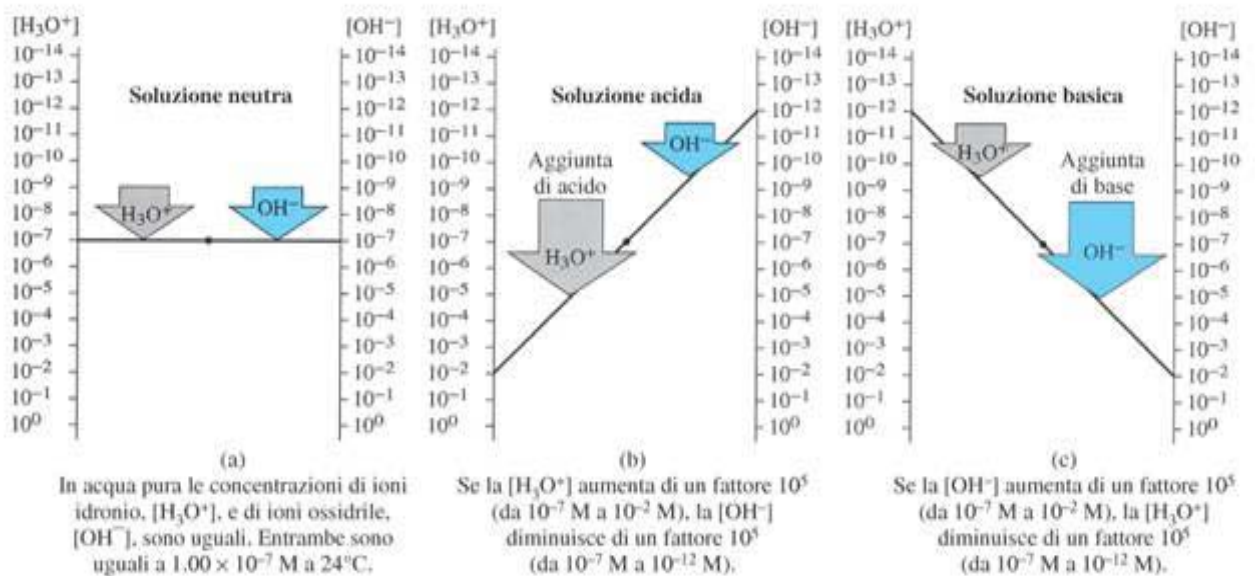 [H₃O⁺] [OH⁻]
10⁻¹⁴ 10⁻¹⁴
10⁻¹³ 10⁻¹³
10⁻¹² 10⁻¹²
10⁻¹¹ 10⁻¹¹
10⁻¹⁰ 10⁻¹⁰
10⁻⁹ 10⁻⁹
10⁻⁸ 10⁻⁸
10⁻⁷ 10⁻⁷
10⁻⁶ 10⁻⁶
10⁻⁵ 10⁻⁵
10⁻⁴ 10⁻⁴
10⁻³ 10⁻³
10⁻² 10⁻²
10⁻¹ 10⁻¹
10⁰ 10⁰
Soluzione neutra
H₃O⁺ OH⁻
(a)
In acqua pura le concentrazioni di ioni
idronio, [H₃O⁺], e di ioni ossidrile,
[OH⁻], sono uguali. Entrambe sono
uguali a 1.00 × 10⁻⁷ M a 24°C.
[H₃O⁺] [OH⁻]
10⁻¹⁴ 10⁻¹⁴
10⁻¹³ 10⁻¹³
10⁻¹² 10⁻¹²
10⁻¹¹ 10⁻¹¹
10⁻¹⁰ 10⁻¹⁰
10⁻⁹ 10⁻⁹
10⁻⁸ 10⁻⁸
10⁻⁷ 10⁻⁷
10⁻⁶ 10⁻⁶
10⁻⁵ 10⁻⁵
10⁻⁴ 10⁻⁴
10⁻³ 10⁻³
10⁻² 10⁻²
10⁻¹ 10⁻¹
10⁰ 10⁰
Soluzione acida
OH⁻
Aggiunta
di acido
H₃O⁺
(b)
Se la [H₃O⁺] aumenta di un fattore 10⁵
(da 10⁻⁷ M a 10⁻² M), la [OH⁻]
diminuisce di un fattore 10⁵
(da 10⁻⁷ M a 10⁻¹² M).
[H₃O⁺] [OH⁻]
10⁻¹⁴ 10⁻¹⁴
10⁻¹³ 10⁻¹³
10⁻¹² 10⁻¹²
10⁻¹¹ 10⁻¹¹
10⁻¹⁰ 10⁻¹⁰
10⁻⁹ 10⁻⁹
10⁻⁸ 10⁻⁸
10⁻⁷ 10⁻⁷
10⁻⁶ 10⁻⁶
10⁻⁵ 10⁻⁵
10⁻⁴ 10⁻⁴
10⁻³ 10⁻³
10⁻² 10⁻²
10⁻¹ 10⁻¹
10⁰ 10⁰
Soluzione basica
H₃O⁺
Aggiunta
di base
OH⁻
(c)
Se la [OH⁻] aumenta di un fattore 10⁵
(da 10⁻⁷ M a 10⁻² M), la [H₃O⁺]
diminuisce di un fattore 10⁵
(da 10⁻⁷ M a 10⁻¹² M).